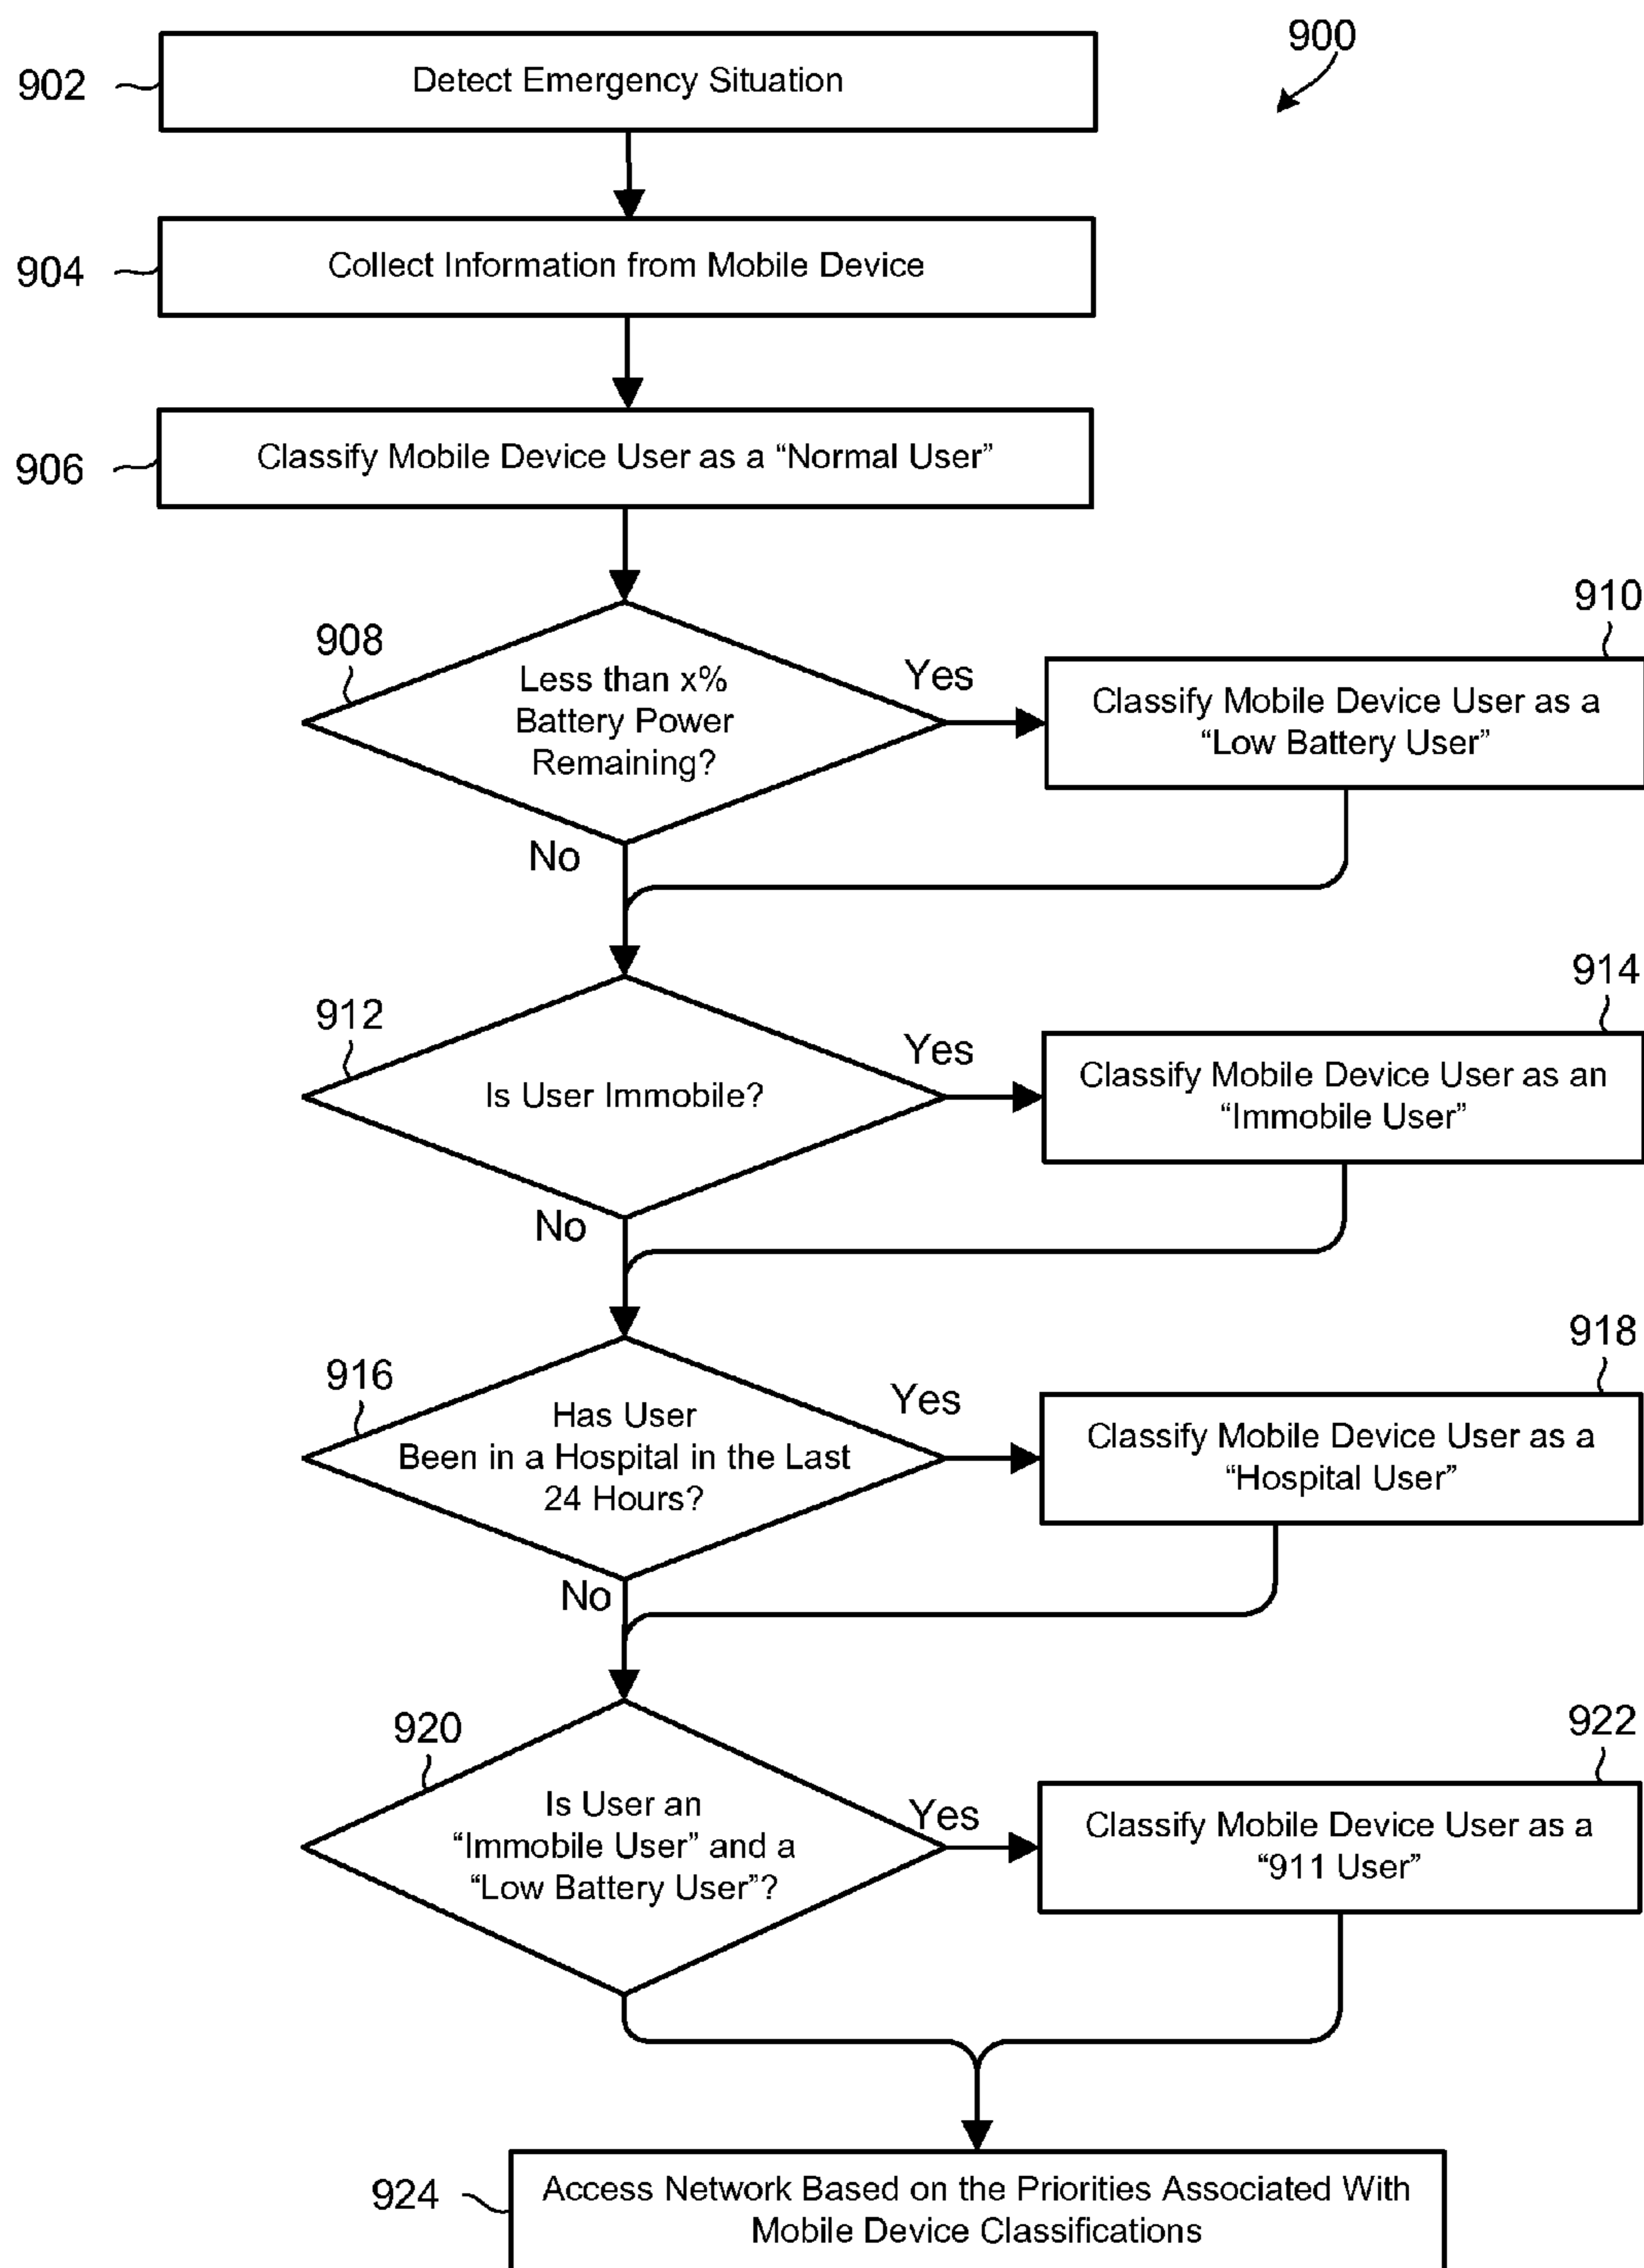 900
902
Detect Emergency Situation
904
Collect Information from Mobile Device
906
Classify Mobile Device User as a “Normal User”
908
Less than x%
Battery Power
Remaining?
Yes
910
Classify Mobile Device User as a
“Low Battery User”
No
912
Is User Immobile?
Yes
914
Classify Mobile Device User as an
“Immobile User”
No
916
Has User
Been in a Hospital in the Last
24 Hours?
Yes
918
Classify Mobile Device User as a
“Hospital User”
No
920
Is User an
“Immobile User” and a
“Low Battery User”?
Yes
922
Classify Mobile Device User as a
“911 User”
924
Access Network Based on the Priorities Associated With
Mobile Device Classifications